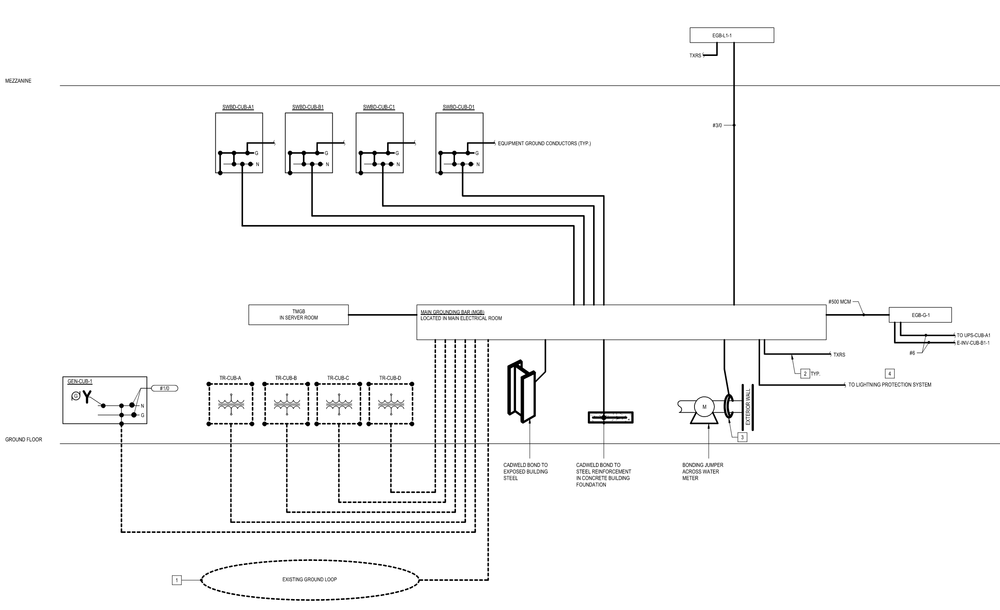 EGB-L1-1
TXRS
MEZZANINE
SWBD-CUB-A1
SWBD-CUB-B1
SWBD-CUB-C1
SWBD-CUB-D1
#3/0
EQUIPMENT GROUND CONDUCTORS (TYP.)
G
G
G
G
N
N
N
N
#500 MCM
TMGB
IN SERVER ROOM
MAIN GROUNDING BAR (MGB)
LOCATED IN MAIN ELECTRICAL ROOM
EGB-G-1
TO UPS-CUB-A1
E-INV-CUB-B1-1
#6
TXRS
2 TYP.
4
TO LIGHTNING PROTECTION SYSTEM
GEN-CUB-1
#1/0
G
N
G
TR-CUB-A
TR-CUB-B
TR-CUB-C
TR-CUB-D
M
EXTERIOR WALL
3
GROUND FLOOR
CADWELD BOND TO
EXPOSED BUILDING
STEEL
CADWELD BOND TO
STEEL REINFORCEMENT
IN CONCRETE BUILDING
FOUNDATION
BONDING JUMPER
ACROSS WATER
METER
1
EXISTING GROUND LOOP